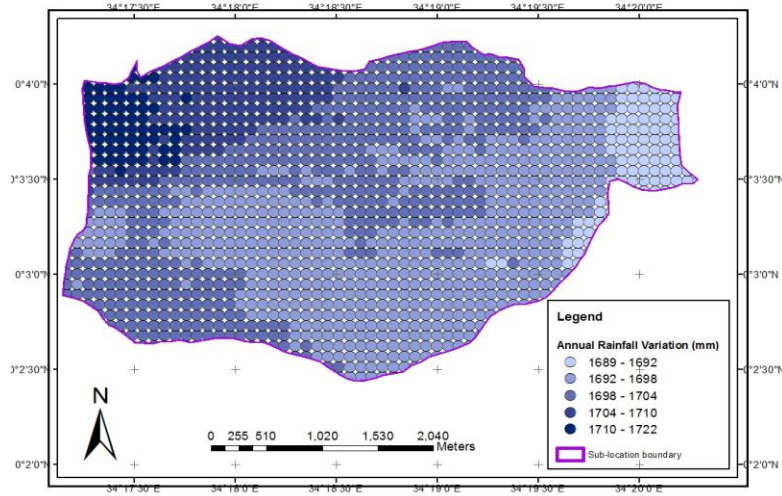 34°17'30"E 34°18'0"E 34°18'30"E 34°19'0"E 34°19'30"E 34°20'0"E
0°4'0"N 0°4'0"N
0°3'30"N 0°3'30"N
0°3'0"N 0°3'0"N
0°2'30"N 0°2'30"N
0°2'0"N 0°2'0"N
Legend
Annual Rainfall Variation (mm)
1689 - 1692
1692 - 1698
1698 - 1704
1704 - 1710
1710 - 1722
Sub-location boundary
N
0 255 510 1,020 1,530 2,040
Meters
34°17'30"E 34°18'0"E 34°18'30"E 34°19'0"E 34°19'30"E 34°20'0"E